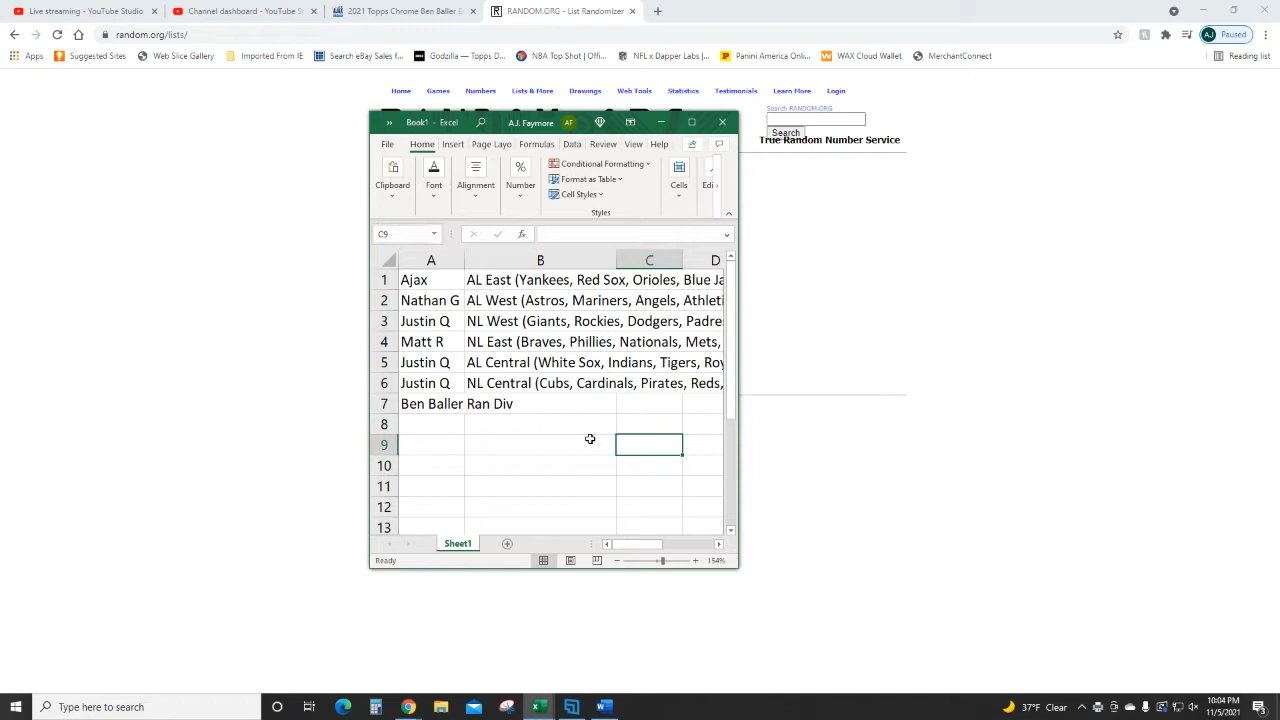 Live streaming - YouTube Studio
Channel dashboard - YouTube St
2021 Topps Chrome Ben Baller B
RANDOM.ORG - List Randomizer
random.org/lists/
AJ Paused
Apps Suggested Sites Web Slice Gallery Imported From IE Search eBay Sales f... Godzilla — Topps D... NBA Top Shot | Offi... NFL x Dapper Labs |... Panini America Onl... WAX Cloud Wallet MerchantConnect Reading list
Home Games Numbers Lists & More Drawings Web Tools Statistics Testimonials Learn More Login
Search RANDOM.ORG
Search
True Random Number Service
Book1 - Excel A.J. Faymore AF
File Home Insert Page Layo Formulas Data Review View Help
Clipboard Font Alignment Number Conditional Formatting Format as Table Cell Styles Cells Edi
Styles
C9 fx
A B C D
1 Ajax AL East (Yankees, Red Sox, Orioles, Blue Ja
2 Nathan G AL West (Astros, Mariners, Angels, Athleti
3 Justin Q NL West (Giants, Rockies, Dodgers, Padre
4 Matt R NL East (Braves, Phillies, Nationals, Mets,
5 Justin Q AL Central (White Sox, Indians, Tigers, Roy
6 Justin Q NL Central (Cubs, Cardinals, Pirates, Reds,
7 Ben Baller Ran Div
8
9
10
11
12
13
Sheet1
Ready 154%
Type here to search
37°F Clear
10:04 PM
11/5/2021